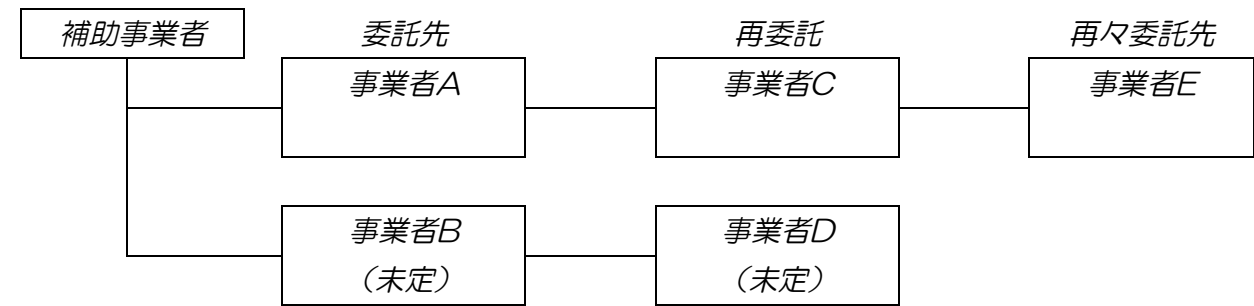 補助事業者
委託先
再委託
再々委託先
事業者A
事業者C
事業者E
事業者B
(未定)
事業者D
(未定)